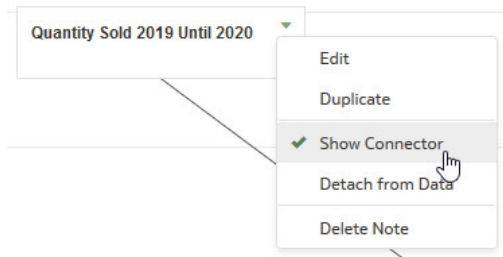 Quantity Sold 2019 Until 2020
Edit
Duplicate
Show Connector
Detach from Data
Delete Note